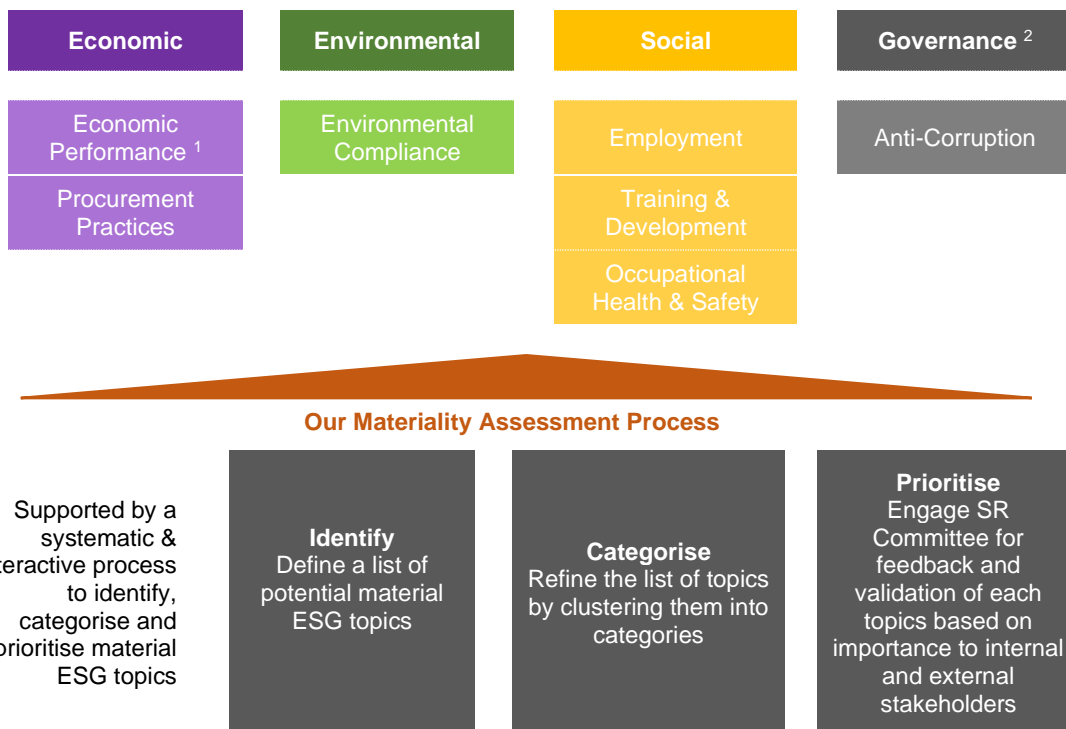 Economic
Environmental
Social
Governance 2
Economic
Performance 1
Procurement
Practices
Environmental
Compliance
Employment
Training &
Development
Occupational
Health & Safety
Anti-Corruption
Our Materiality Assessment Process
Supported by a
systematic &
teractive process
to identify,
categorise and
prioritise material
ESG topics
Identify
Define a list of
potential material
ESG topics
Categorise
Refine the list of topics
by clustering them into
categories
Prioritise
Engage SR
Committee for
feedback and
validation of each
topics based on
importance to internal
and external
stakeholders